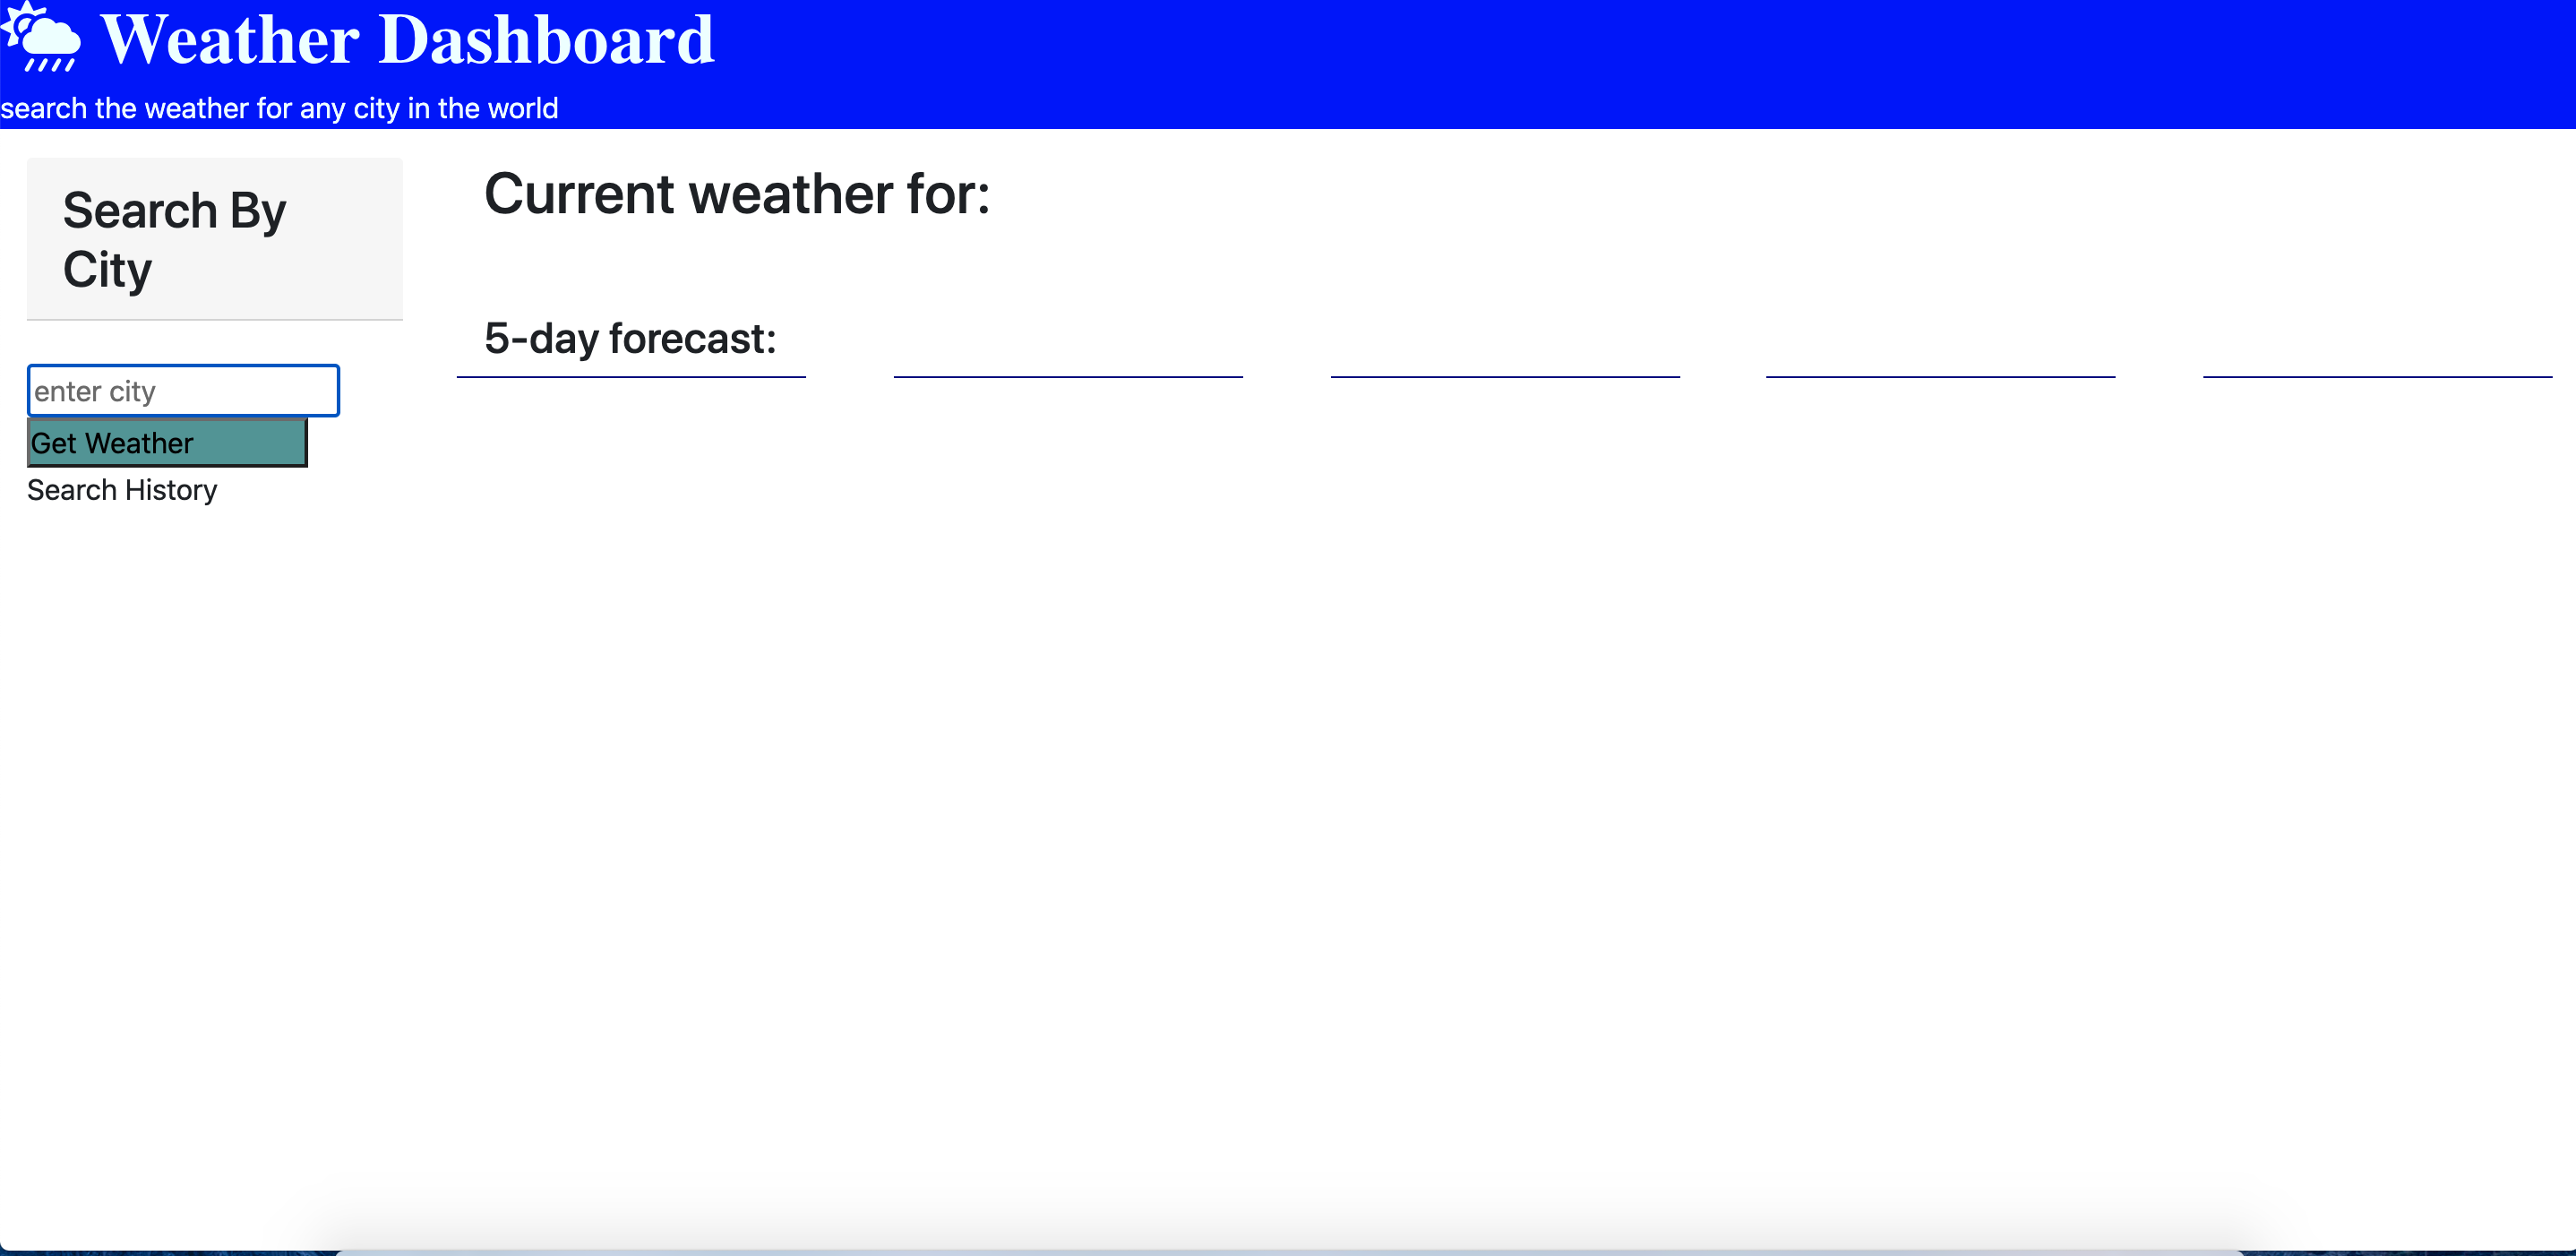 Weather Dashboard
search the weather for any city in the world
Search By
City
enter city
Get Weather
Search History
Current weather for:
5-day forecast: